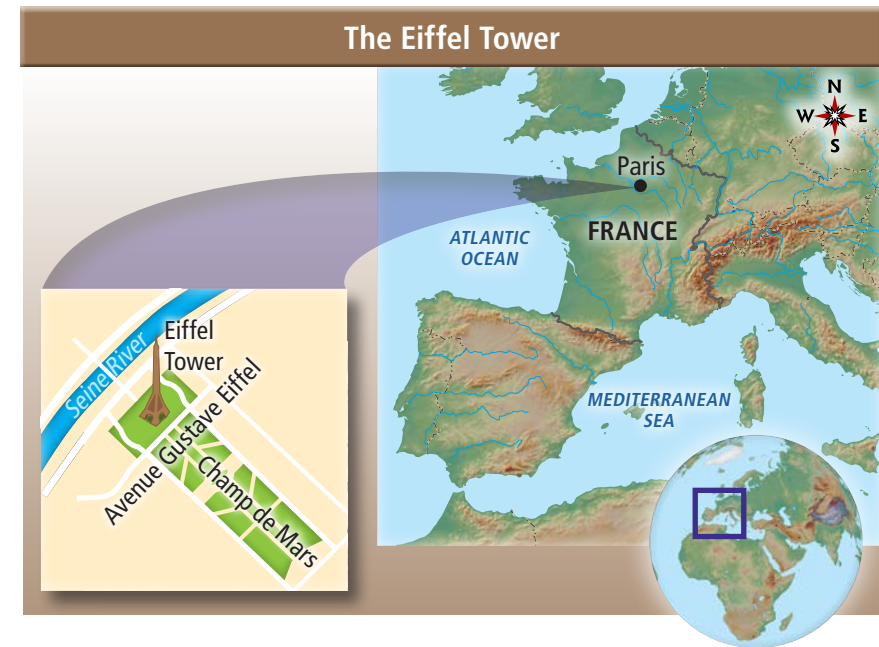 The Eiffel Tower
N
W
E
S
Paris
FRANCE
ATLANTIC
OCEAN
MEDITERRANEAN
SEA
Eiffel
Tower
Seine River
Avenue Gustave Eiffel
Champ de Mars